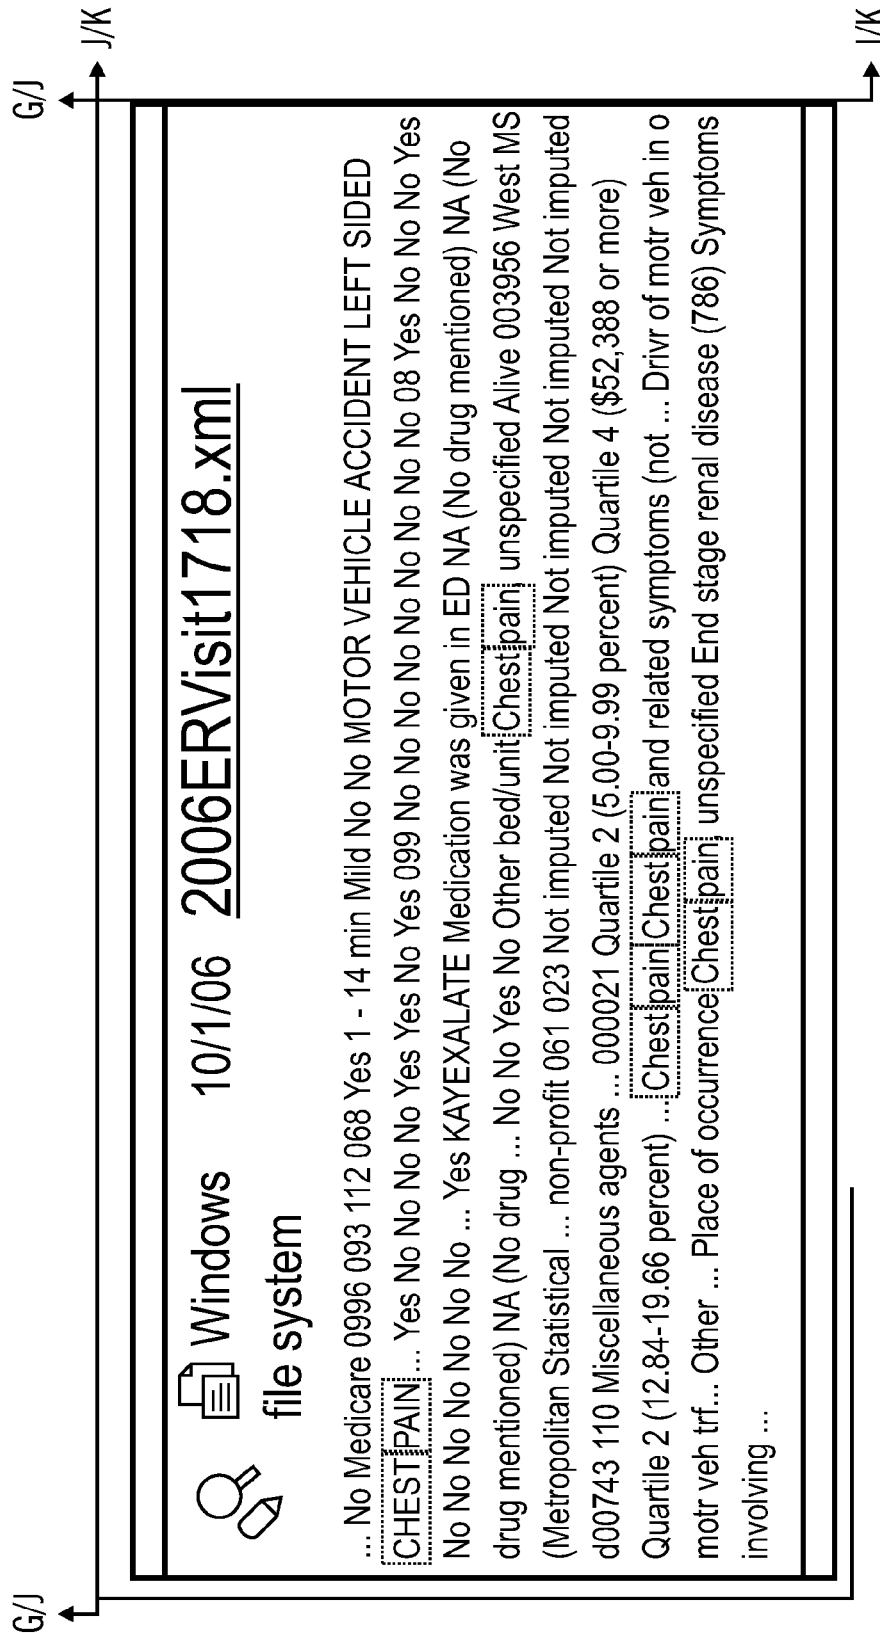 G/J
G/J
J/K
I/K
Windows file system 10/1/06 2006ERVisit1718.xml
... No Medicare 0996 093 112 068 Yes 1 - 14 min Mild No No MOTOR VEHICLE ACCIDENT LEFT SIDED
CHEST PAIN ... Yes No No No No Yes Yes No Yes 099 No No No No No No No 08 Yes No No No Yes
No No No No No No No ... Yes KAYEXALATE Medication was given in ED NA (No drug mentioned) NA (No
drug mentioned) NA (No drug ... No No Yes No Other bed/unit Chest pain, unspecified Alive 003956 West MS
(Metropolitan Statistical ... non-profit 061 023 Not imputed Not imputed Not imputed Not imputed Not imputed
d00743 110 Miscellaneous agents ... 000021 Quartile 2 (5.00-9.99 percent) Quartile 4 ($52,388 or more)
Quartile 2 (12.84-19.66 percent) ... Chest pain Chest pain and related symptoms (not ... Drivr of motr veh in o
motr veh trf... Other ... Place of occurrence Chest pain, unspecified End stage renal disease (786) Symptoms
involving ...